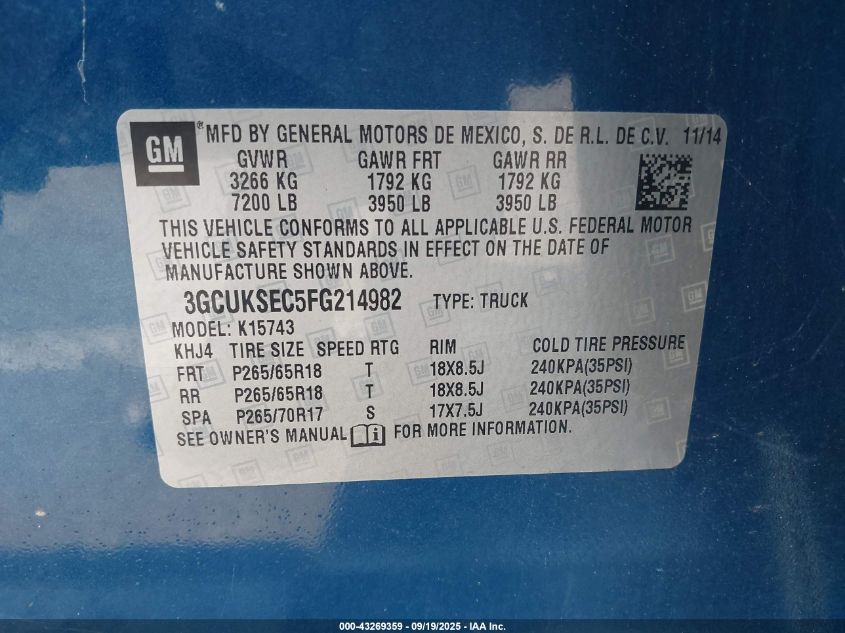 GM® MFD BY GENERAL MOTORS DE MEXICO, S. DE R.L. DE C.V. 11/14
GVWR GAWR FRT GAWR RR
3266 KG 1792 KG 1792 KG
7200 LB 3950 LB 3950 LB
THIS VEHICLE CONFORMS TO ALL APPLICABLE U.S. FEDERAL MOTOR
VEHICLE SAFETY STANDARDS IN EFFECT ON THE DATE OF
MANUFACTURE SHOWN ABOVE.
3GCUKSEC5FG214982 TYPE: TRUCK
MODEL: K15743
KHJ4 TIRE SIZE SPEED RTG RIM COLD TIRE PRESSURE
FRT P265/65R18 T 18X8.5J 240KPA(35PSI)
RR P265/65R18 T 18X8.5J 240KPA(35PSI)
SPA P265/70R17 S 17X7.5J 240KPA(35PSI)
SEE OWNER'S MANUAL FOR MORE INFORMATION.
000-43269359 - 09/19/2025 - IAA Inc.